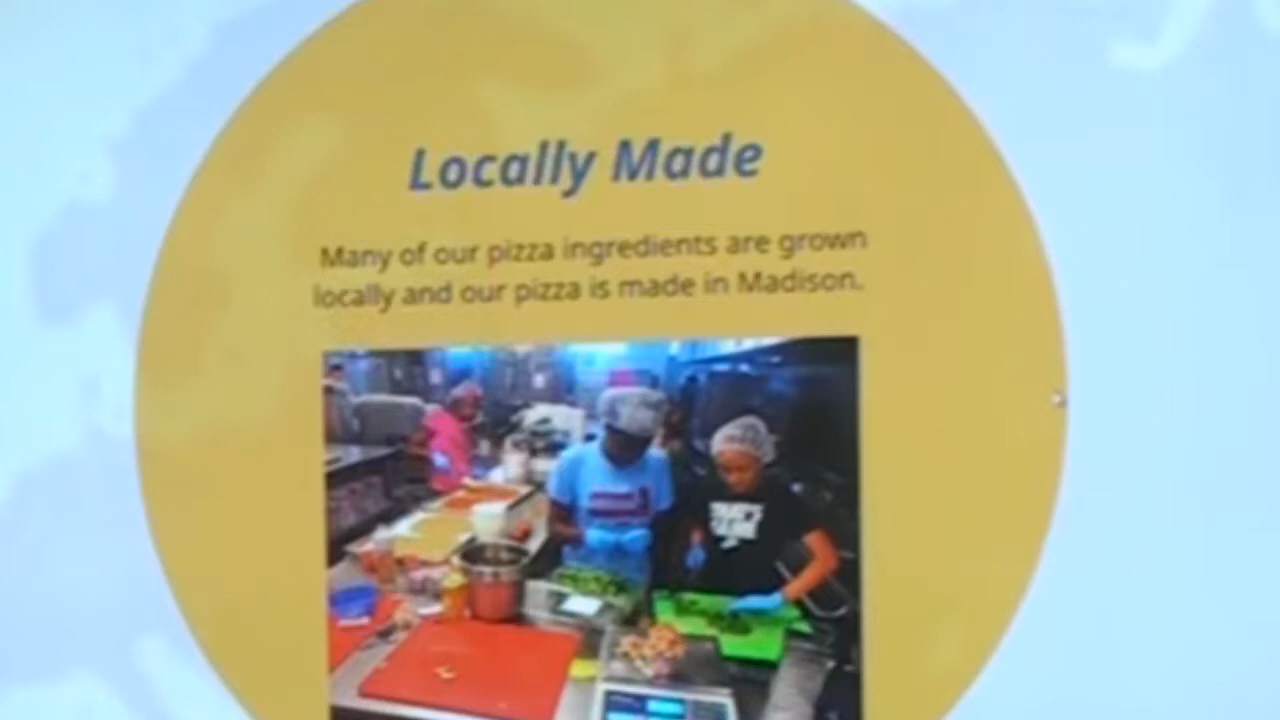 Locally Made
Many of our pizza ingredients are grown
locally and our pizza is made in Madison.